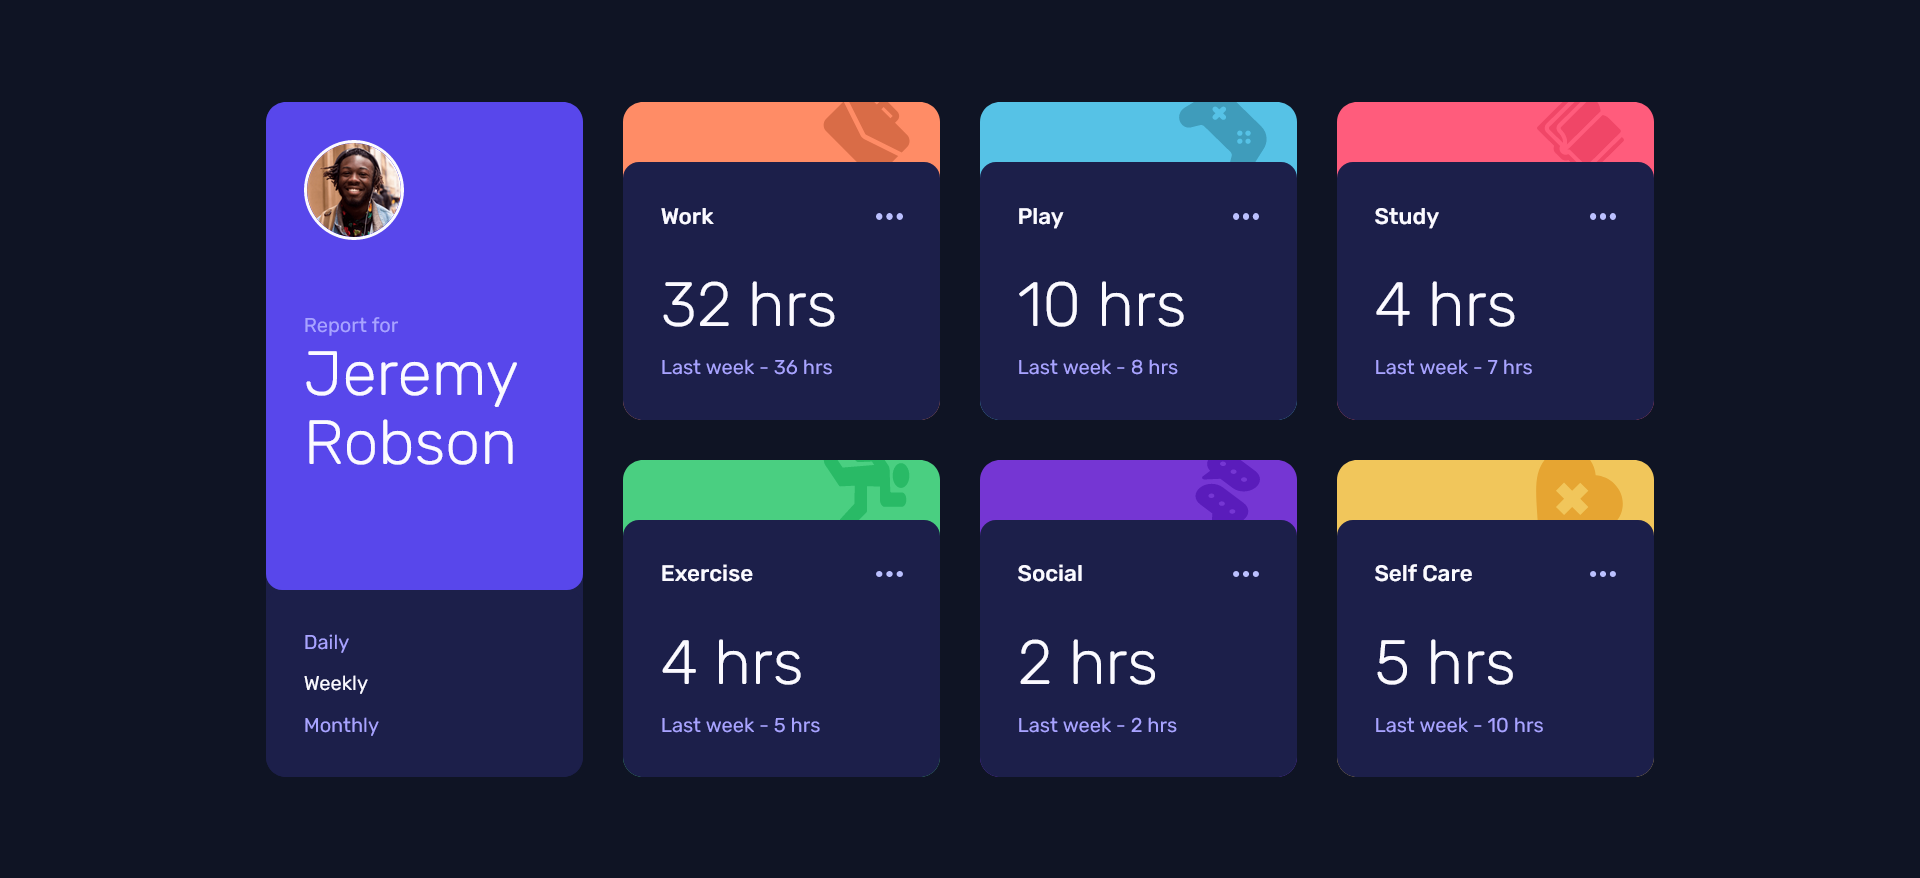 Report for
Jeremy
Robson
Daily
Weekly
Monthly
Work
32 hrs
Last week - 36 hrs
Play
10 hrs
Last week - 8 hrs
Study
4 hrs
Last week - 7 hrs
Exercise
4 hrs
Last week - 5 hrs
Social
2 hrs
Last week - 2 hrs
Self Care
5 hrs
Last week - 10 hrs